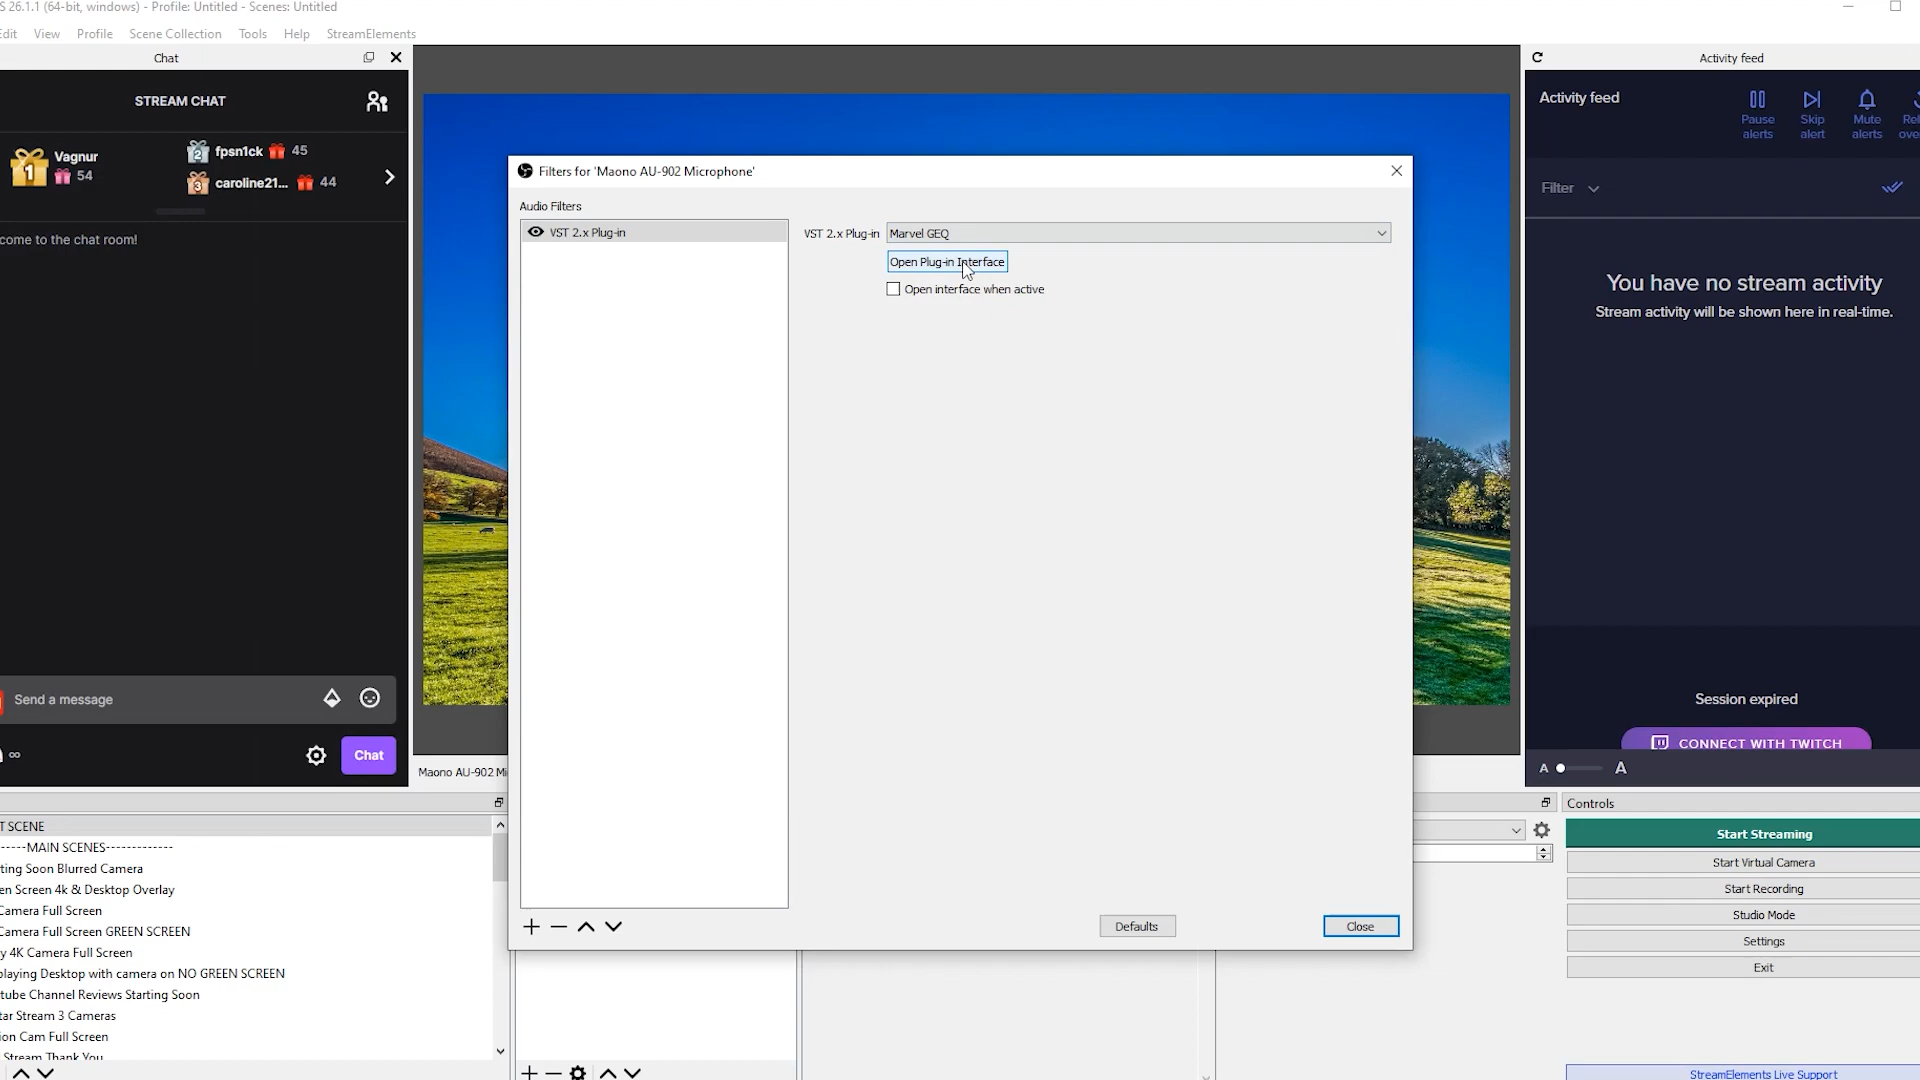 S 26.1.1 (64-bit, windows) - Profile: Untitled - Scenes: Untitled
Edit View Profile Scene Collection Tools Help StreamElements
Chat
STREAM CHAT
1 Vagnur 54
2 fpsn1ck 45
3 caroline21... 44
come to the chat room!
Send a message
∞
Chat
Filters for 'Maono AU-902 Microphone'
Audio Filters
VST 2.x Plug-in
VST 2.x Plug-in Marvel GEQ
Open Plug-in Interface
Open interface when active
Defaults
Close
Maono AU-902 Mi
Activity feed
Activity feed
Pause alerts
Skip alert
Mute alerts
Filter
You have no stream activity
Stream activity will be shown here in real-time.
Session expired
CONNECT WITH TWITCH
A A
T SCENE
----MAIN SCENES-------------
ting Soon Blurred Camera
en Screen 4k & Desktop Overlay
Camera Full Screen
Camera Full Screen GREEN SCREEN
y 4K Camera Full Screen
playing Desktop with camera on NO GREEN SCREEN
tube Channel Reviews Starting Soon
tar Stream 3 Cameras
ion Cam Full Screen
Stream Thank You
Controls
Start Streaming
Start Virtual Camera
Start Recording
Studio Mode
Settings
Exit
StreamElements Live Support